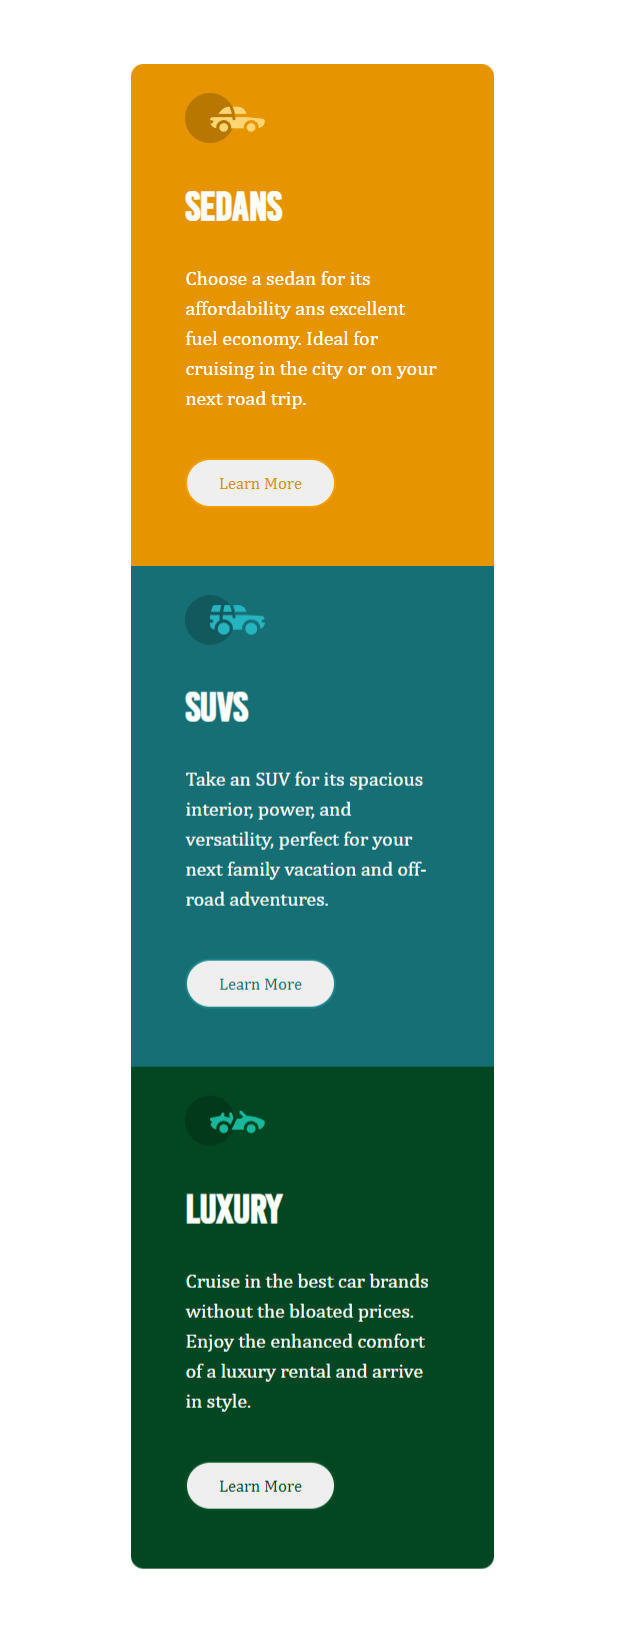 SEDANS
Choose a sedan for its
affordability ans excellent
fuel economy. Ideal for
cruising in the city or on your
next road trip.
Learn More
SUVS
Take an SUV for its spacious
interior, power, and
versatility, perfect for your
next family vacation and off-
road adventures.
Learn More
LUXURY
Cruise in the best car brands
without the bloated prices.
Enjoy the enhanced comfort
of a luxury rental and arrive
in style.
Learn More